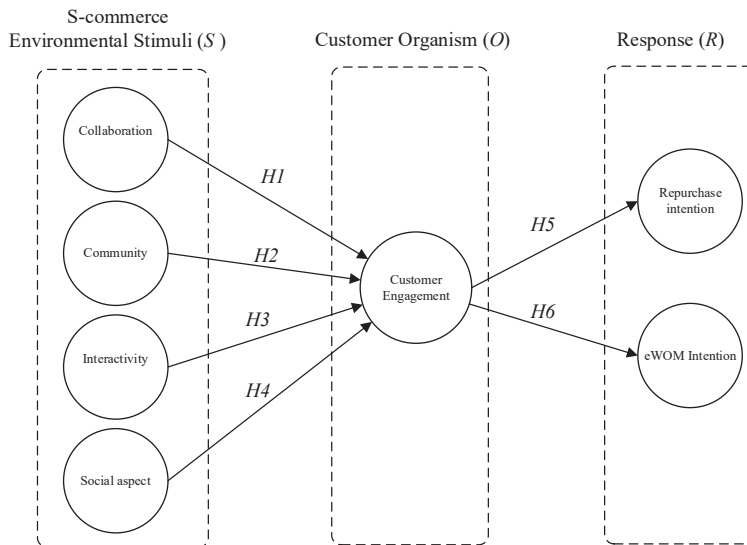 S-commerce
Environmental Stimuli (S )
Customer Organism (O)
Response (R)
Collaboration
H1
Repurchase
intention
Community
H2
H5
Customer
Engagement
Interactivity
H3
H6
eWOM Intention
H4
Social aspect